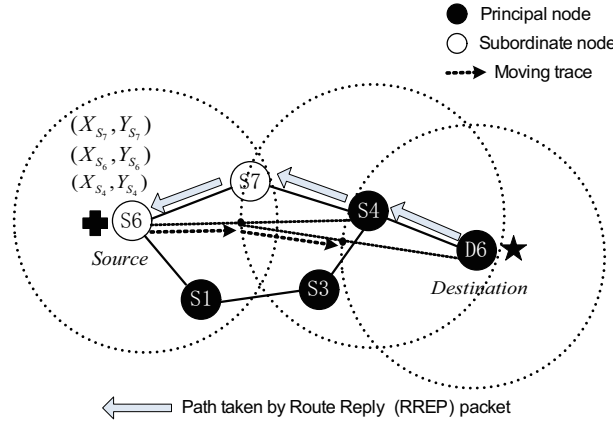 Principal node
Subordinate node
Moving trace
(X_{S_7}, Y_{S_7})
(X_{S_6}, Y_{S_6})
(X_{S_4}, Y_{S_4})
S7
S6
S4
D6
Source
Destination
S1
S3
Path taken by Route Reply (RREP) packet